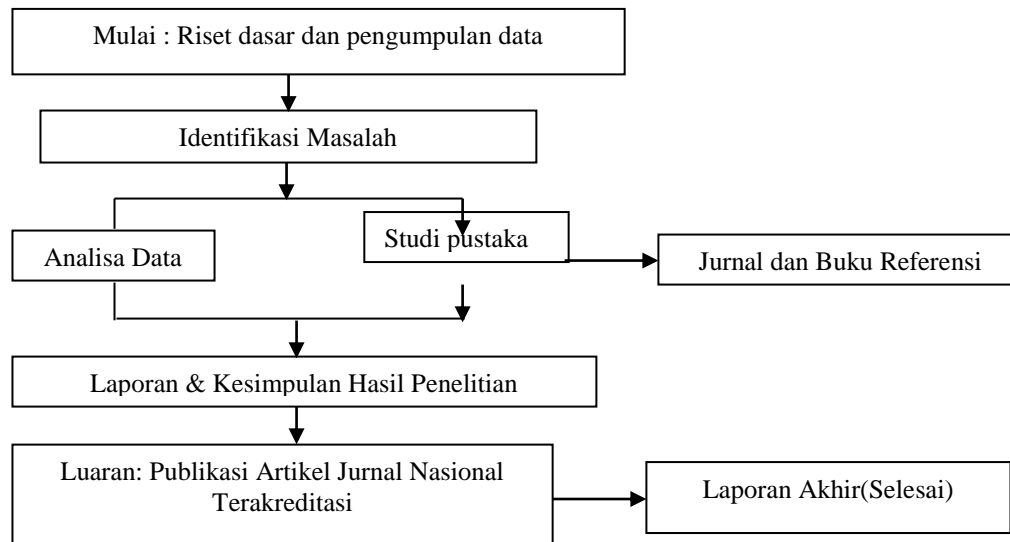 Mulai : Riset dasar dan pengumpulan data
Identifikasi Masalah
Analisa Data
Studi pustaka
Jurnal dan Buku Referensi
Laporan & Kesimpulan Hasil Penelitian
Luaran: Publikasi Artikel Jurnal Nasional
Terakreditasi
Laporan Akhir(Selesai)